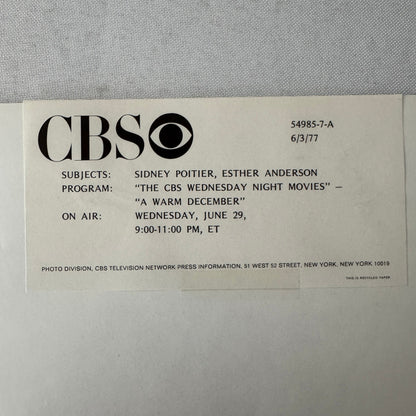 CBS
54985-7-A
6/3/77
SUBJECTS: SIDNEY POITIER, ESTHER ANDERSON
PROGRAM: "THE CBS WEDNESDAY NIGHT MOVIES" —
"A WARM DECEMBER"
ON AIR: WEDNESDAY, JUNE 29,
9:00-11:00 PM, ET
PHOTO DIVISION, CBS TELEVISION NETWORK PRESS INFORMATION, 51 WEST 52 STREET, NEW YORK, NEW YORK 10019
THIS IS RECYCLED PAPER